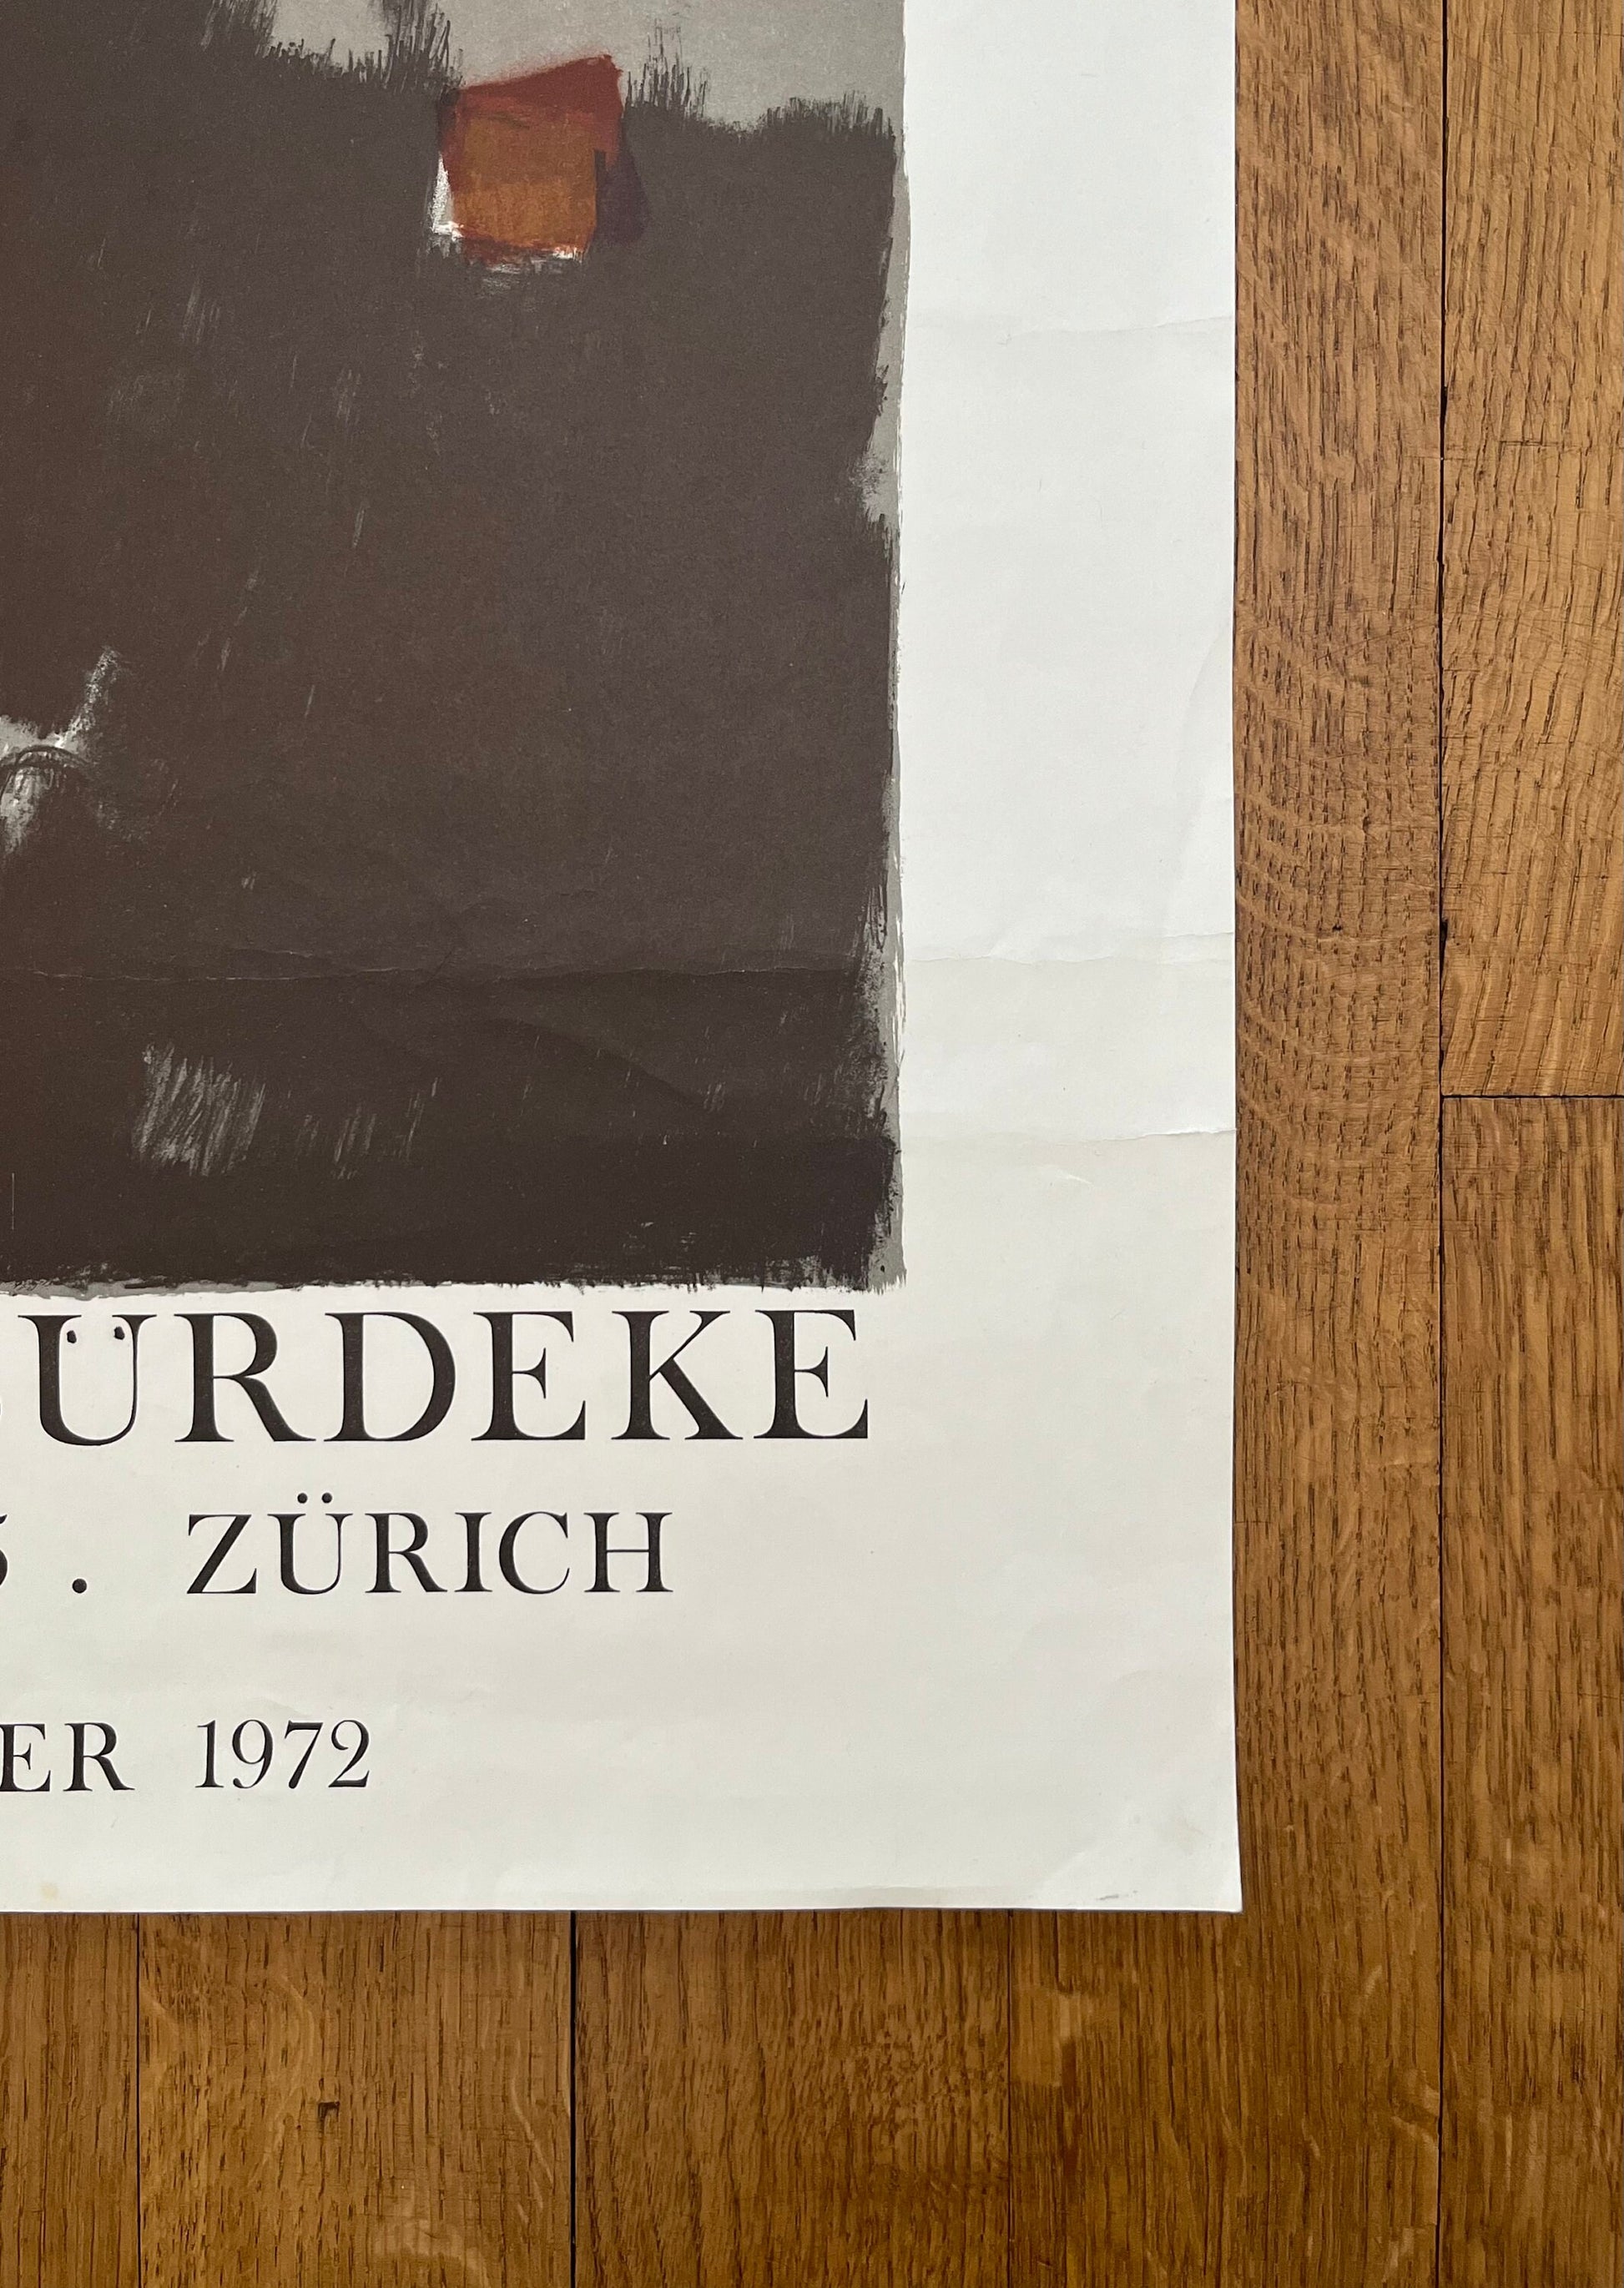 ÜRDEKE
. ZÜRICH
ER 1972